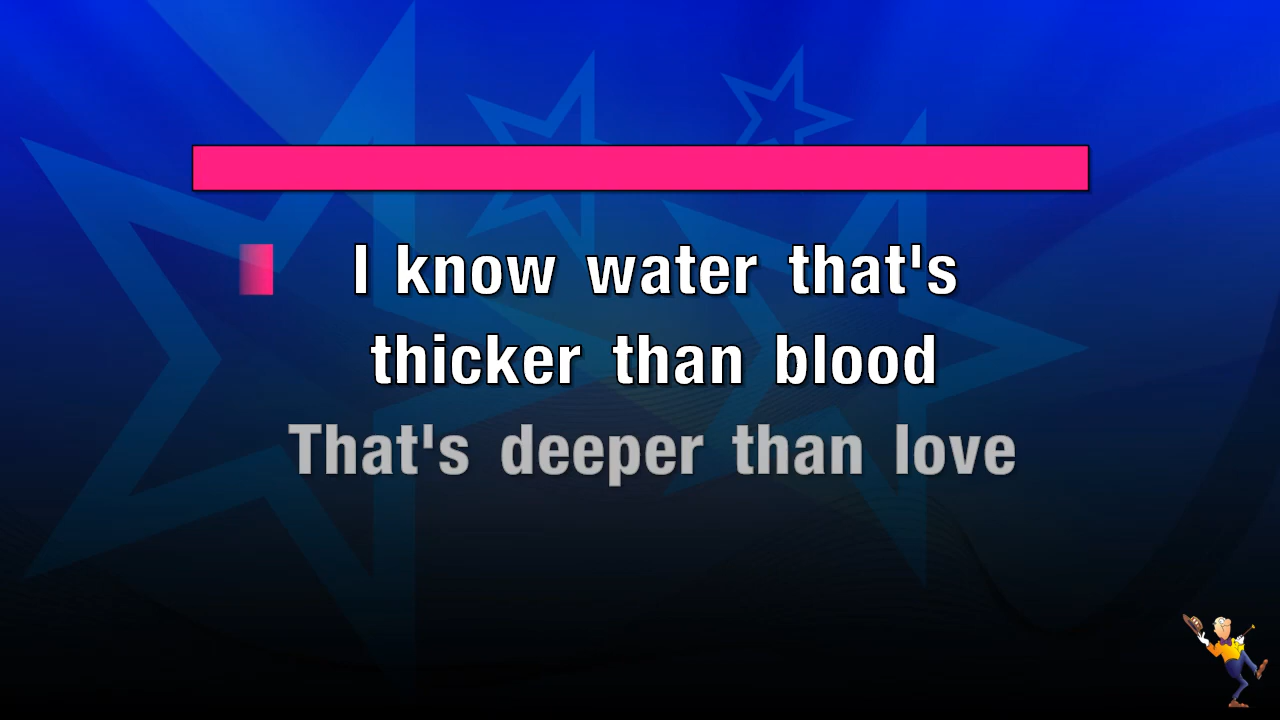 I know water that's
thicker than blood
That's deeper than love